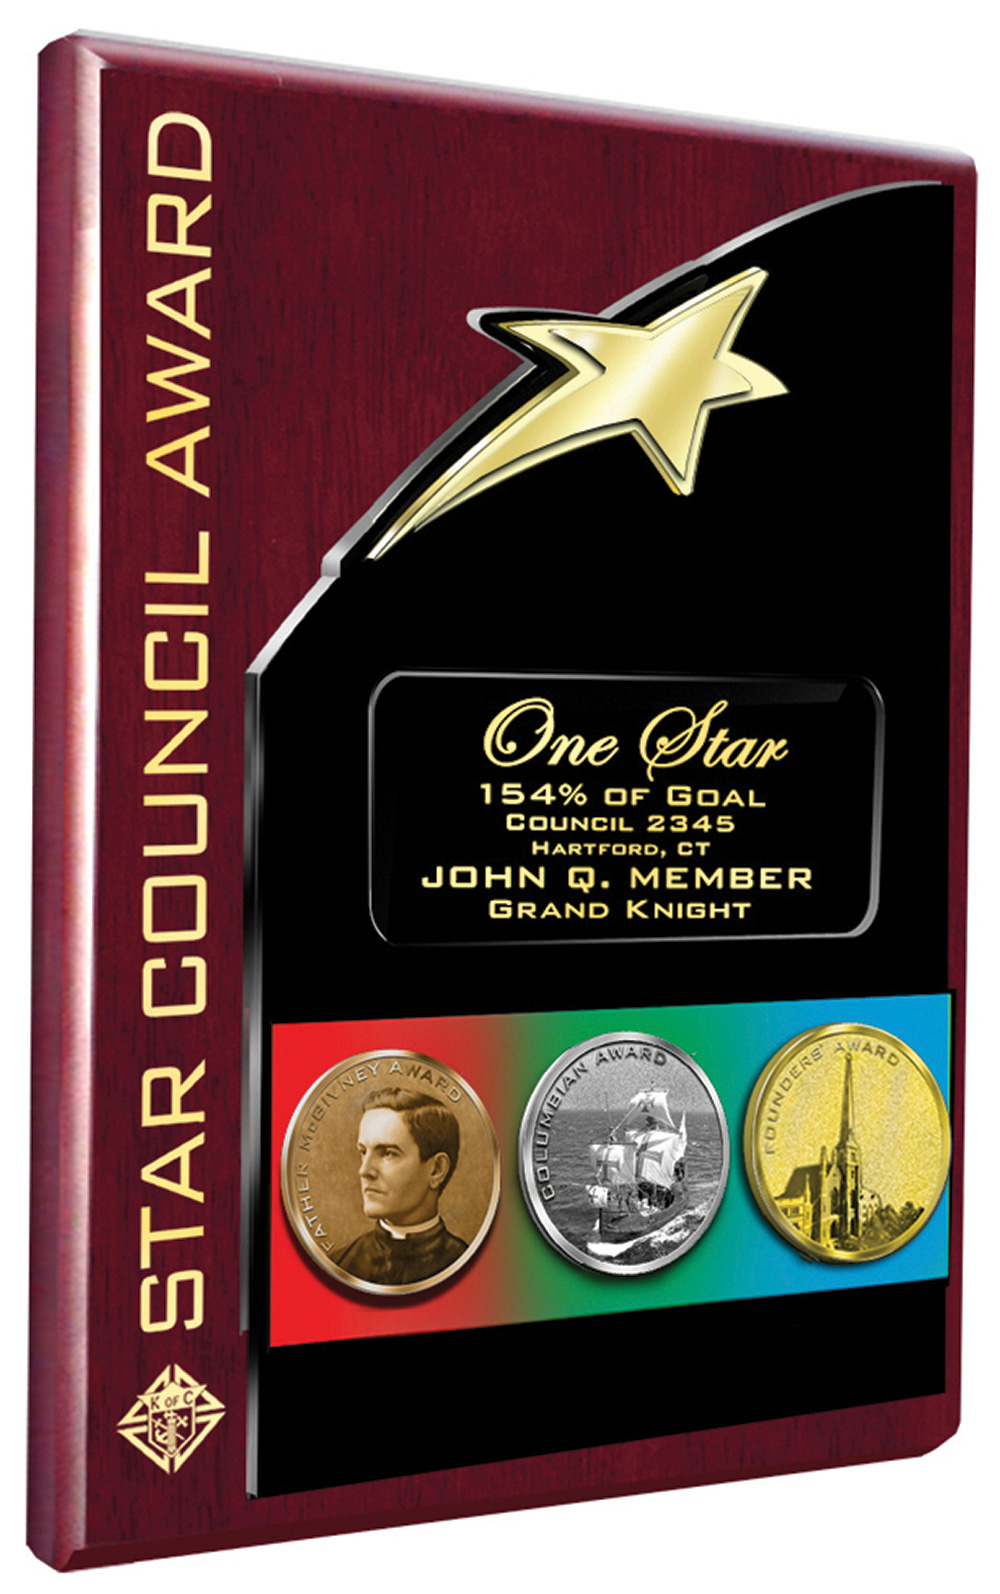 STAR COUNCIL AWARD
K OF C
One Star
154% OF GOAL
COUNCIL 2345
HARTFORD, CT
JOHN Q. MEMBER
GRAND KNIGHT
FATHER McGIVNEY AWARD
COLUMBIAN AWARD
FOUNDERS' AWARD